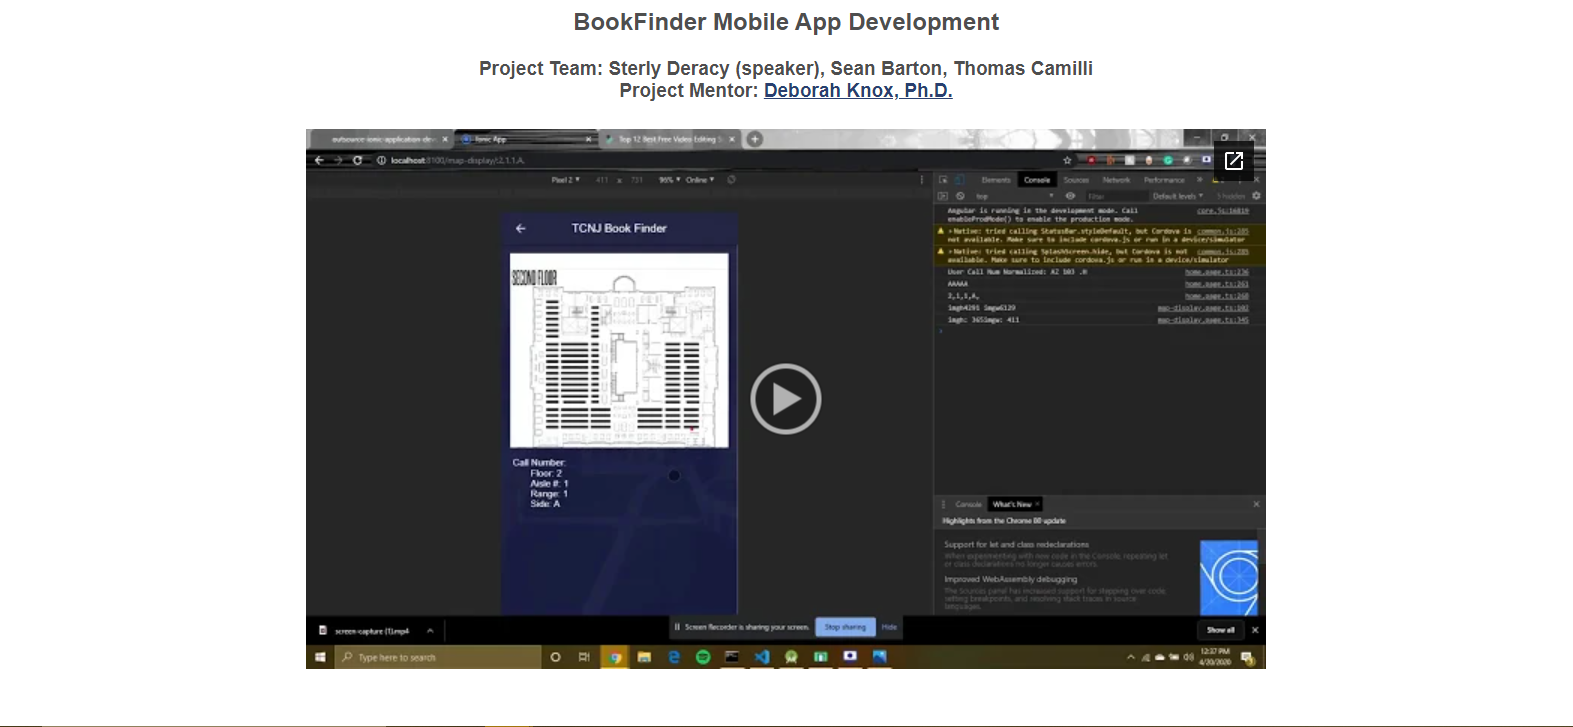 BookFinder Mobile App Development
Project Team: Sterly Deracy (speaker), Sean Barton, Thomas Camilli
Project Mentor: Deborah Knox, Ph.D.
outsource-ionic-application-dev
Ionic App
Top 12 Best Free Video Editing S
localhost:8100/map-display/:2,1,1,A,
Pixel 2 411 x 731 96% Online
Elements Console Sources Network Performance
top Filter Default levels 5 hidden
Angular is running in the development mode. Call core.js:16819
enableProdMode() to enable the production mode.
Native: tried calling StatusBar.styleDefault, but Cordova is common.js:285
not available. Make sure to include cordova.js or run in a device/simulator
Native: tried calling SplashScreen.hide, but Cordova is not common.js:285
available. Make sure to include cordova.js or run in a device/simulator
User Call Num Normalized: AZ 103 .H home.page.ts:236
AAAAA home.page.ts:261
2,1,1,A, home.page.ts:268
imgh4291 imgw6129 map-display.page.ts:102
imgh: 365imgw: 411 map-display.page.ts:345
TCNJ Book Finder
SECOND FLOOR
Call Number:
Floor: 2
Aisle #: 1
Range: 1
Side: A
Console What's New
Highlights from the Chrome 80 update
Support for let and class redeclarations
When experimenting with new code in the Console, repeating let
or class declarations no longer causes errors.
Improved WebAssembly debugging
The Sources panel has increased support for stepping over code,
setting breakpoints, and resolving stack traces in source
languages.
screen-capture (1).mp4
Screen Recorder is sharing your screen. Stop sharing Hide
Show all
Type here to search
12:37 PM
4/20/2020